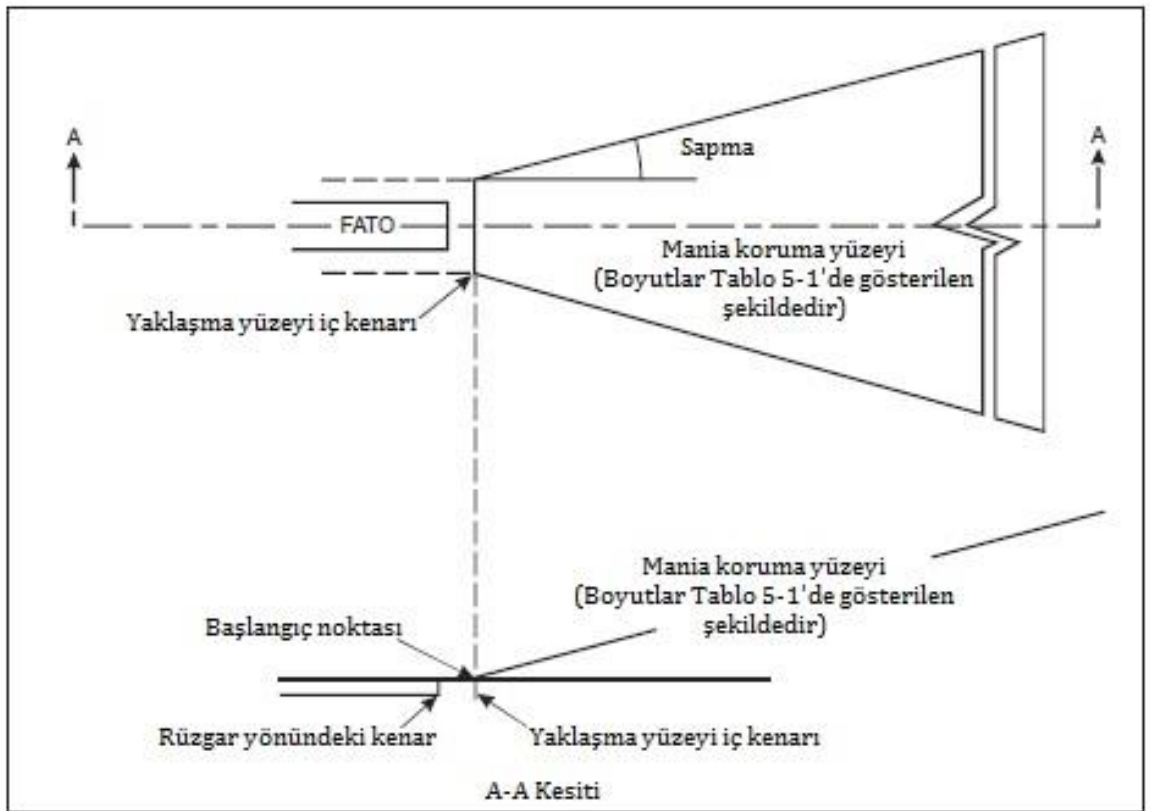 A
A
Sapma
FATO
Mania koruma yüzeyi
(Boyutlar Tablo 5-1'de gösterilen
şekildedir)
Yaklaşma yüzeyi iç kenarı
Mania koruma yüzeyi
(Boyutlar Tablo 5-1'de gösterilen
şekildedir)
Başlangıç noktası
Rüzgar yönündeki kenar
Yaklaşma yüzeyi iç kenarı
A-A Kesiti